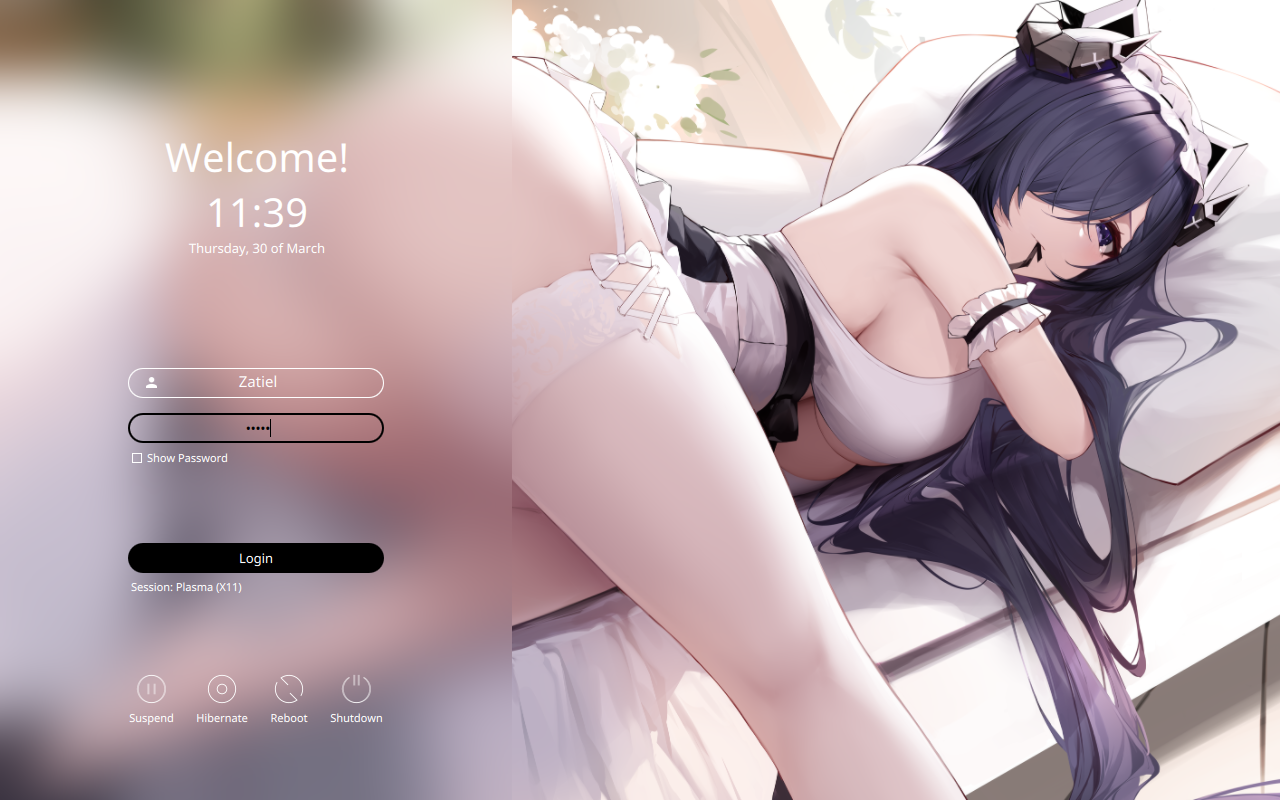 Welcome!
11:39
Thursday, 30 of March
Zatiel
•••••
Show Password
Login
Session: Plasma (X11)
Suspend
Hibernate
Reboot
Shutdown